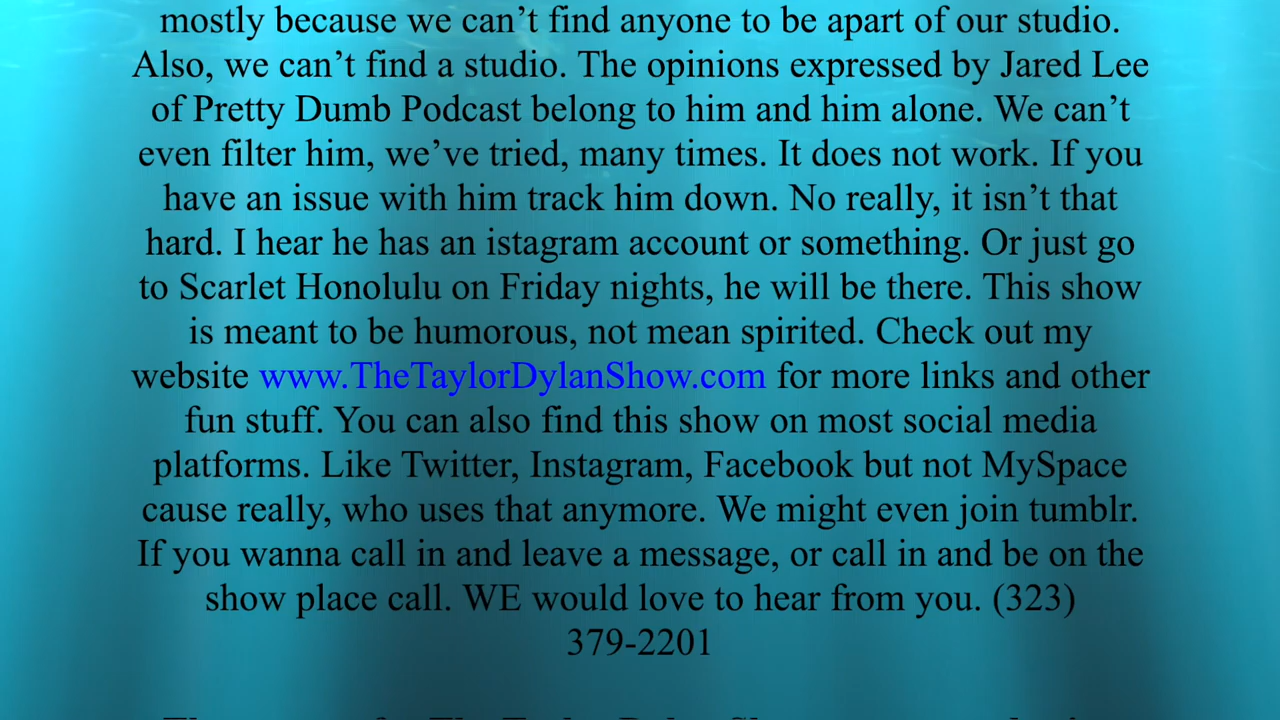 mostly because we can’t find anyone to be apart of our studio.
Also, we can’t find a studio. The opinions expressed by Jared Lee
of Pretty Dumb Podcast belong to him and him alone. We can’t
even filter him, we’ve tried, many times. It does not work. If you
have an issue with him track him down. No really, it isn’t that
hard. I hear he has an istagram account or something. Or just go
to Scarlet Honolulu on Friday nights, he will be there. This show
is meant to be humorous, not mean spirited. Check out my
website www.TheTaylorDylanShow.com for more links and other
fun stuff. You can also find this show on most social media
platforms. Like Twitter, Instagram, Facebook but not MySpace
cause really, who uses that anymore. We might even join tumblr.
If you wanna call in and leave a message, or call in and be on the
show place call. WE would love to hear from you. (323)
379-2201